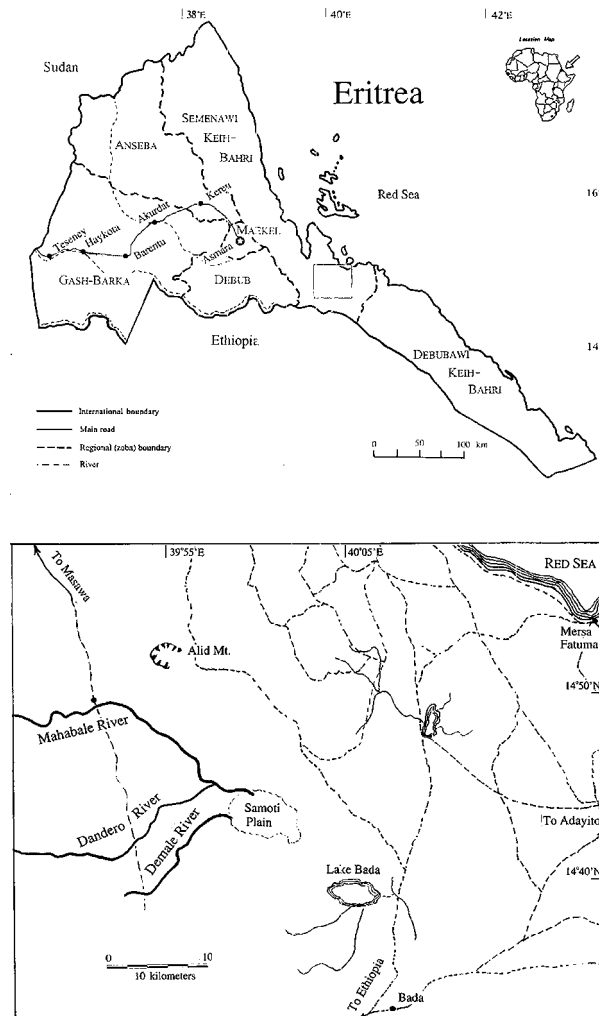 38°E
40°E
42°E
Location Map
Sudan
Eritrea
SEMENAWI
KEIH-
BAHRI
ANSEBA
Red Sea
16
Keren
Akurdat
Teseney
Haykota
MAEKEL
Barentu
Asmara
GASH-BARKA
DEBUB
Ethiopia
14
DEBUBAWI
KEIH-
BAHRI
International boundary
Main road
Regional (zoba) boundary
River
0 50 100 km
39°55'E
40°05'E
RED SEA
To Masawa
Mersa
Fatuma
Alid Mt.
14°50'N
Mahabale River
Dandero River
Demale River
Samoti
Plain
To Adayito
14°40'N
Lake Bada
0 10
10 kilometers
To Ethiopia
Bada